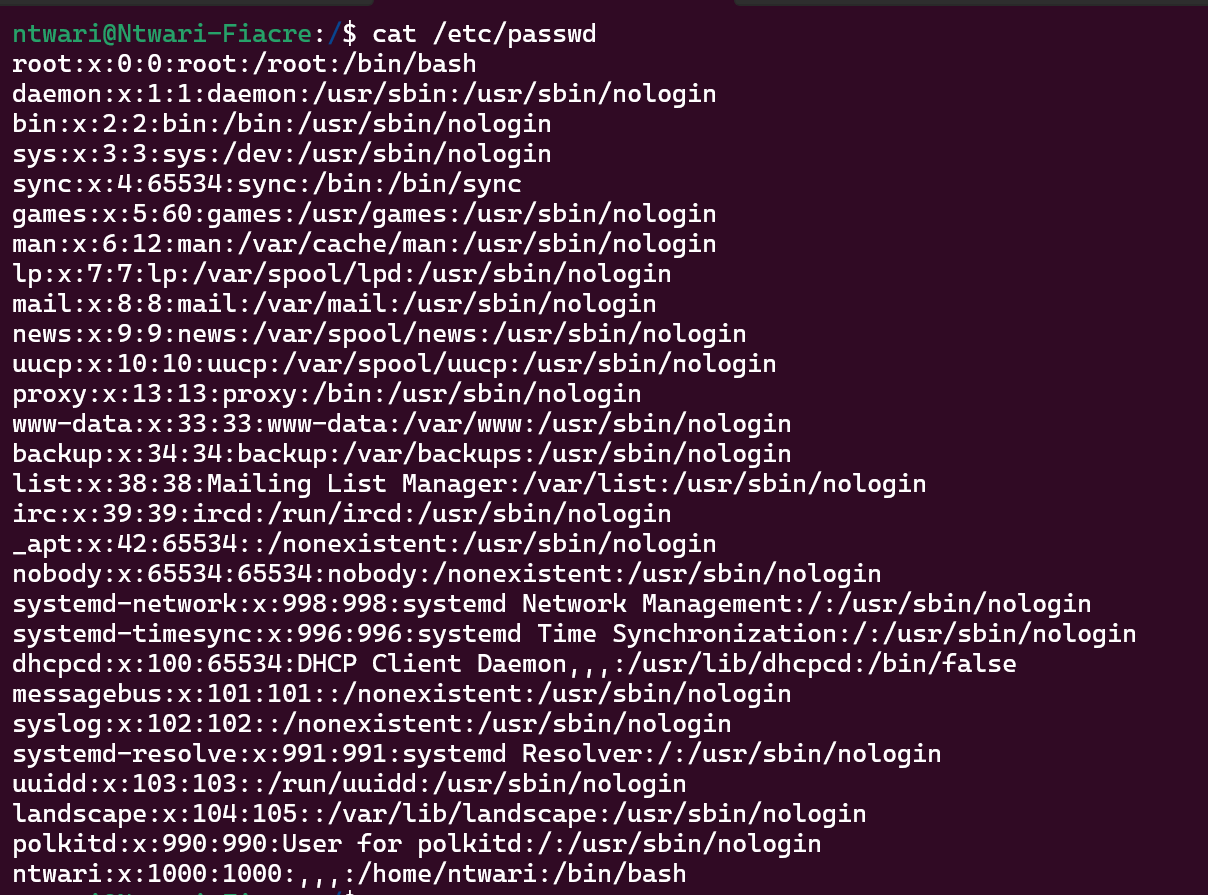 ntwari@Ntwari-Fiacre:/$ cat /etc/passwd
root:x:0:0:root:/root:/bin/bash
daemon:x:1:1:daemon:/usr/sbin:/usr/sbin/nologin
bin:x:2:2:bin:/bin:/usr/sbin/nologin
sys:x:3:3:sys:/dev:/usr/sbin/nologin
sync:x:4:65534:sync:/bin:/bin/sync
games:x:5:60:games:/usr/games:/usr/sbin/nologin
man:x:6:12:man:/var/cache/man:/usr/sbin/nologin
lp:x:7:7:lp:/var/spool/lpd:/usr/sbin/nologin
mail:x:8:8:mail:/var/mail:/usr/sbin/nologin
news:x:9:9:news:/var/spool/news:/usr/sbin/nologin
uucp:x:10:10:uucp:/var/spool/uucp:/usr/sbin/nologin
proxy:x:13:13:proxy:/bin:/usr/sbin/nologin
www-data:x:33:33:www-data:/var/www:/usr/sbin/nologin
backup:x:34:34:backup:/var/backups:/usr/sbin/nologin
list:x:38:38:Mailing List Manager:/var/list:/usr/sbin/nologin
irc:x:39:39:ircd:/run/ircd:/usr/sbin/nologin
_apt:x:42:65534::/nonexistent:/usr/sbin/nologin
nobody:x:65534:65534:nobody:/nonexistent:/usr/sbin/nologin
systemd-network:x:998:998:systemd Network Management:/:/usr/sbin/nologin
systemd-timesync:x:996:996:systemd Time Synchronization:/:/usr/sbin/nologin
dhcpcd:x:100:65534:DHCP Client Daemon,,,:/usr/lib/dhcpcd:/bin/false
messagebus:x:101:101::/nonexistent:/usr/sbin/nologin
syslog:x:102:102::/nonexistent:/usr/sbin/nologin
systemd-resolve:x:991:991:systemd Resolver:/:/usr/sbin/nologin
uuidd:x:103:103::/run/uuidd:/usr/sbin/nologin
landscape:x:104:105::/var/lib/landscape:/usr/sbin/nologin
polkitd:x:990:990:User for polkitd:/:/usr/sbin/nologin
ntwari:x:1000:1000:,,,:/home/ntwari:/bin/bash